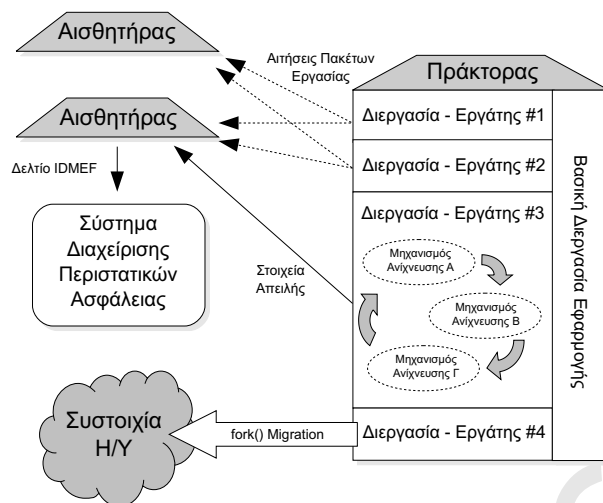 Αισθητήρας
Αιτήσεις Πακέτων
Εργασίας
Πράκτορας
Αισθητήρας
Διεργασία - Εργάτης #1
Δελτίο IDMEF
Διεργασία - Εργάτης #2
Σύστημα
Διαχείρισης
Περιστατικών
Ασφάλειας
Στοιχεία
Απειλής
Διεργασία - Εργάτης #3
Μηχανισμός
Ανίχνευσης Α
Μηχανισμός
Ανίχνευσης Β
Μηχανισμός
Ανίχνευσης Γ
Βασική Διεργασία Εφαρμογής
Συστοιχία
Η/Υ
fork() Migration
Διεργασία - Εργάτης #4